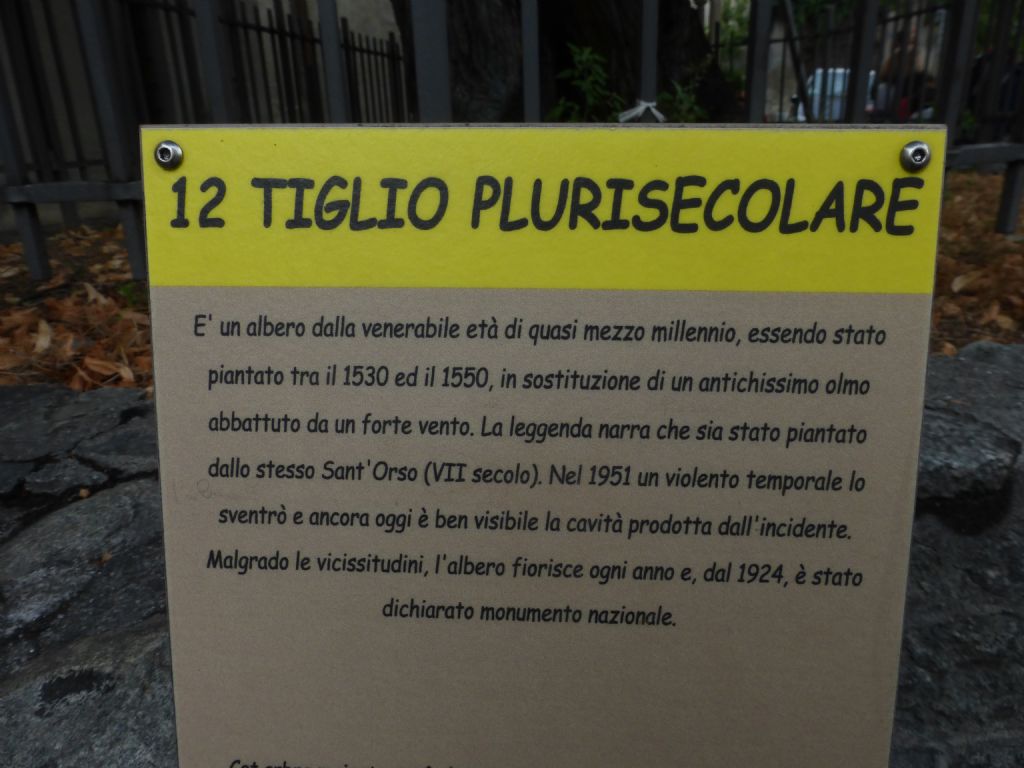 12 TIGLIO PLURISECOLARE
E' un albero dalla venerabile età di quasi mezzo millennio, essendo stato
piantato tra il 1530 ed il 1550, in sostituzione di un antichissimo olmo
abbattuto da un forte vento. La leggenda narra che sia stato piantato
dallo stesso Sant'Orso (VII secolo). Nel 1951 un violento temporale lo
sventrò e ancora oggi è ben visibile la cavità prodotta dall'incidente.
Malgrado le vicissitudini, l'albero fiorisce ogni anno e, dal 1924, è stato
dichiarato monumento nazionale.
Cet arbre